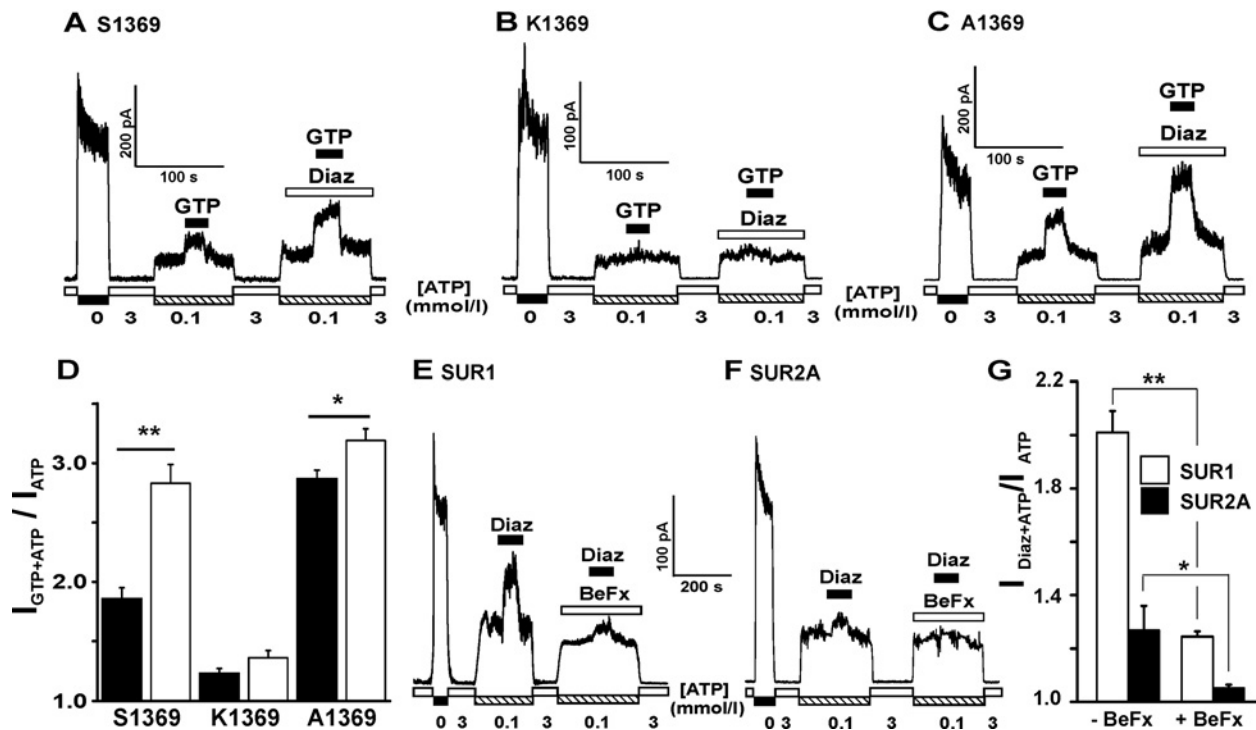 A S1369
200 pA
100 s
GTP
GTP
Diaz
0 3 0.1 3 0.1 3
B K1369
100 pA
100 s
GTP
GTP
Diaz
[ATP]
(mmol/l)
0 3 0.1 3 0.1 3
C A1369
200 pA
100 s
GTP
GTP
Diaz
[ATP]
(mmol/l)
0 3 0.1 3 0.1 3
D
I GTP+ATP / I ATP
3.0
2.0
1.0
**
*
S1369 K1369 A1369
E SUR1
Diaz
Diaz
BeFx
100 pA
200 s
0 3 0.1 3 0.1 3
F SUR2A
Diaz
Diaz
BeFx
[ATP]
(mmol/l)
0 3 0.1 3 0.1 3
G
I Diaz+ATP/I ATP
2.2
1.8
1.4
1.0
**
*
SUR1
SUR2A
- BeFx + BeFx